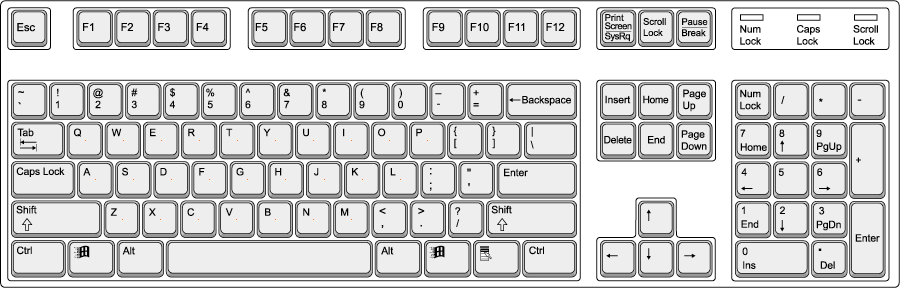 Esc F1 F2 F3 F4 F5 F6 F7 F8 F9 F10 F11 F12
Print
Screen
SysRq
Scroll
Lock
Pause
Break
Num
Lock
Caps
Lock
Scroll
Lock
~ ! @ # $ % ^ & * ( ) _ +
` 1 2 3 4 5 6 7 8 9 0 - =
←Backspace
Insert Home Page
Up
Num
Lock
/ * -
Tab Q W E R T Y U I O P { } |
[ ] \
Delete End Page
Down
7 8 9
Home ↑ PgUp
+
Caps Lock A S D F G H J K L : "
; ' Enter
4 5 6
← →
Shift Z X C V B N M < > ? Shift
, . /
↑
1 2 3
End ↓ PgDn
Enter
Ctrl Alt Alt Ctrl
← ↓ →
0 .
Ins Del